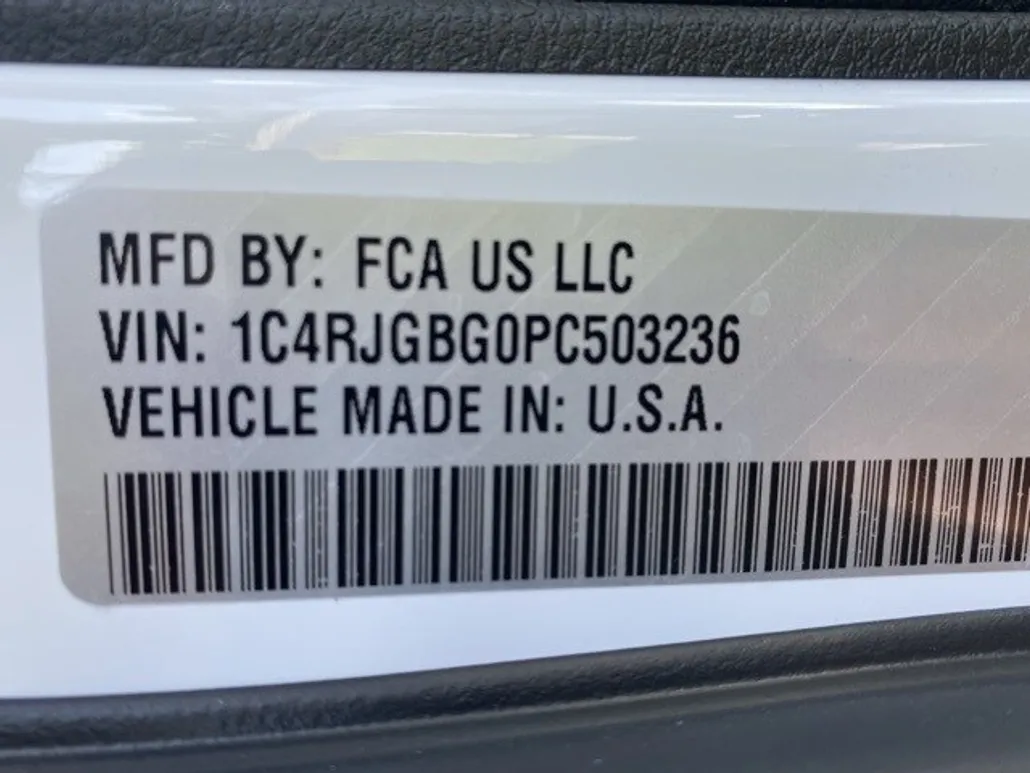 MFD BY: FCA US LLC
VIN: 1C4RJGBG0PC503236
VEHICLE MADE IN: U.S.A.